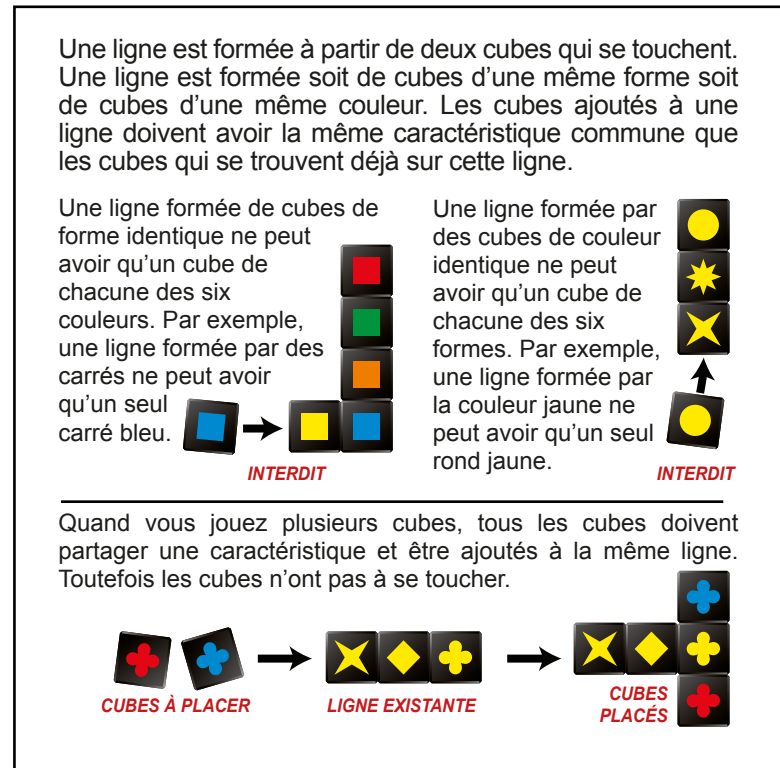 Une ligne est formée à partir de deux cubes qui se touchent.
Une ligne est formée soit de cubes d'une même forme soit
de cubes d'une même couleur. Les cubes ajoutés à une
ligne doivent avoir la même caractéristique commune que
les cubes qui se trouvent déjà sur cette ligne.
Une ligne formée de cubes de
forme identique ne peut
avoir qu'un cube de
chacune des six
couleurs. Par exemple,
une ligne formée par des
carrés ne peut avoir
qu'un seul
carré bleu.
INTERDIT
Une ligne formée par
des cubes de couleur
identique ne peut
avoir qu'un cube de
chacune des six
formes. Par exemple,
une ligne formée par
la couleur jaune ne
peut avoir qu'un seul
rond jaune.
INTERDIT
Quand vous jouez plusieurs cubes, tous les cubes doivent
partager une caractéristique et être ajoutés à la même ligne.
Toutefois les cubes n'ont pas à se toucher.
CUBES À PLACER
LIGNE EXISTANTE
CUBES
PLACÉS